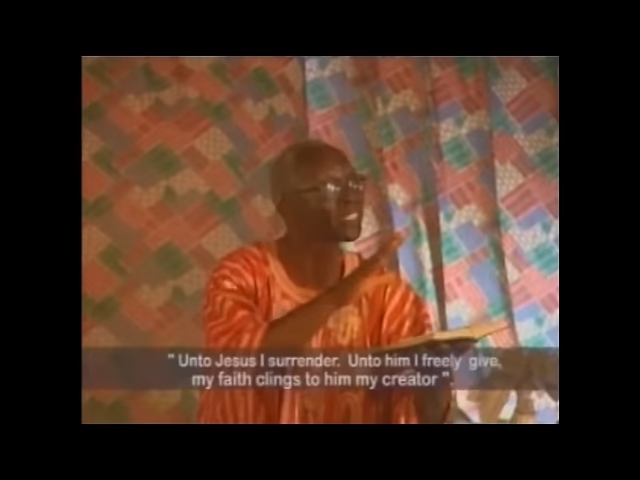 " Unto Jesus I surrender.  Unto him I freely  give,
my faith clings to him my creator ".